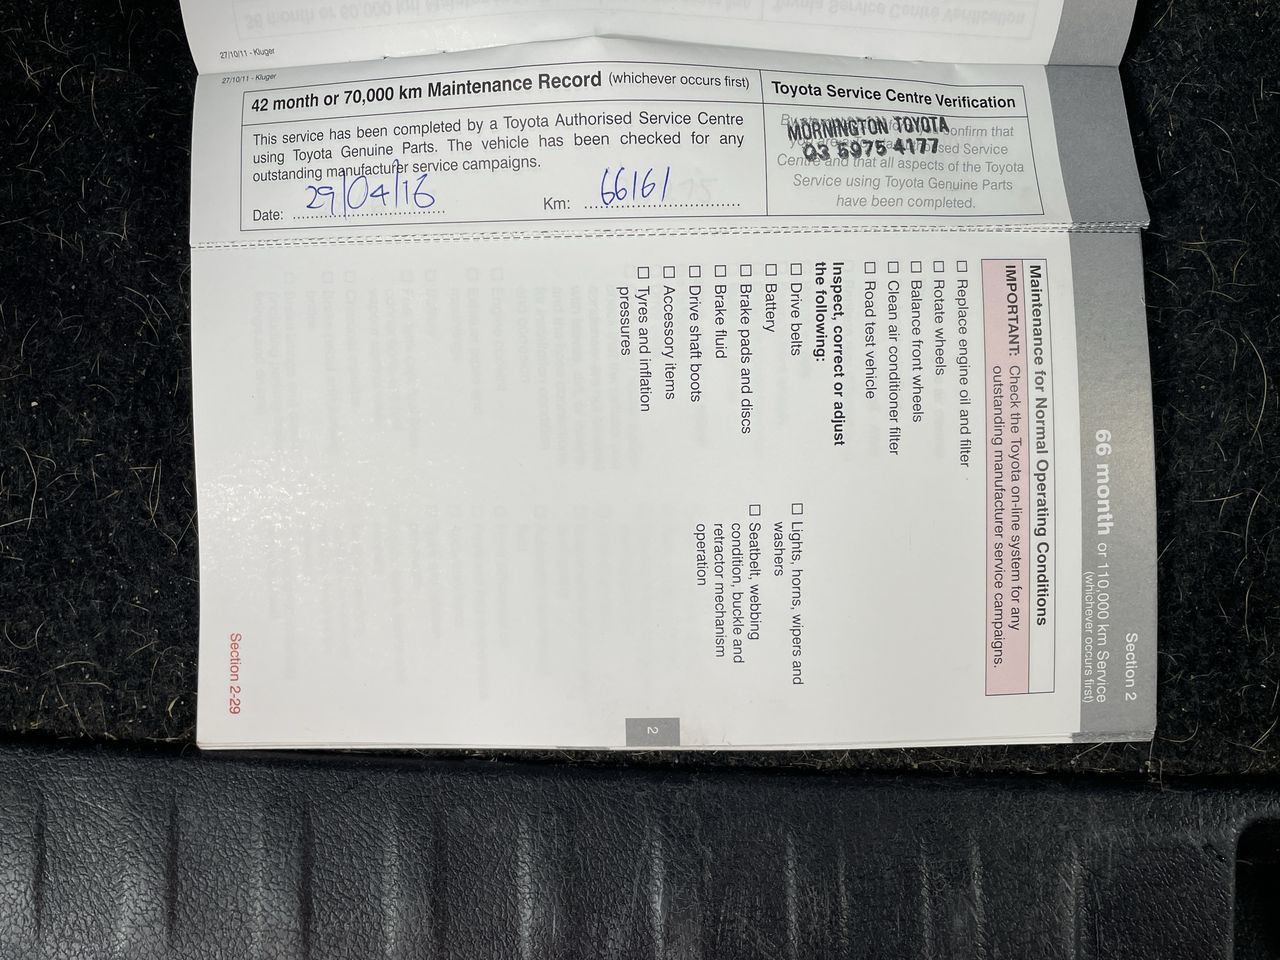 27/10/11 - Kluger
27/10/11 - Kluger
42 month or 70,000 km Maintenance Record (whichever occurs first)
This service has been completed by a Toyota Authorised Service Centre
using Toyota Genuine Parts. The vehicle has been checked for any
outstanding manufacturer service campaigns.
Date: 29/04/16 Km: 66161
Toyota Service Centre Verification
MORNINGTON TOYOTA
03 5975 4177
confirm that
Service
Centre and that all aspects of the Toyota
Service using Toyota Genuine Parts
have been completed.
Section 2
66 month or 110,000 km Service
(whichever occurs first)
Maintenance for Normal Operating Conditions
IMPORTANT: Check the Toyota on-line system for any
outstanding manufacturer service campaigns.
☐ Replace engine oil and filter
☐ Rotate wheels
☐ Balance front wheels
☐ Clean air conditioner filter
☐ Road test vehicle
Inspect, correct or adjust
the following:
☐ Drive belts
☐ Battery
☐ Brake pads and discs
☐ Brake fluid
☐ Drive shaft boots
☐ Accessory items
☐ Tyres and inflation
pressures
☐ Lights, horns, wipers and
washers
☐ Seatbelt, webbing
condition, buckle and
retractor mechanism
operation
2
Section 2-29